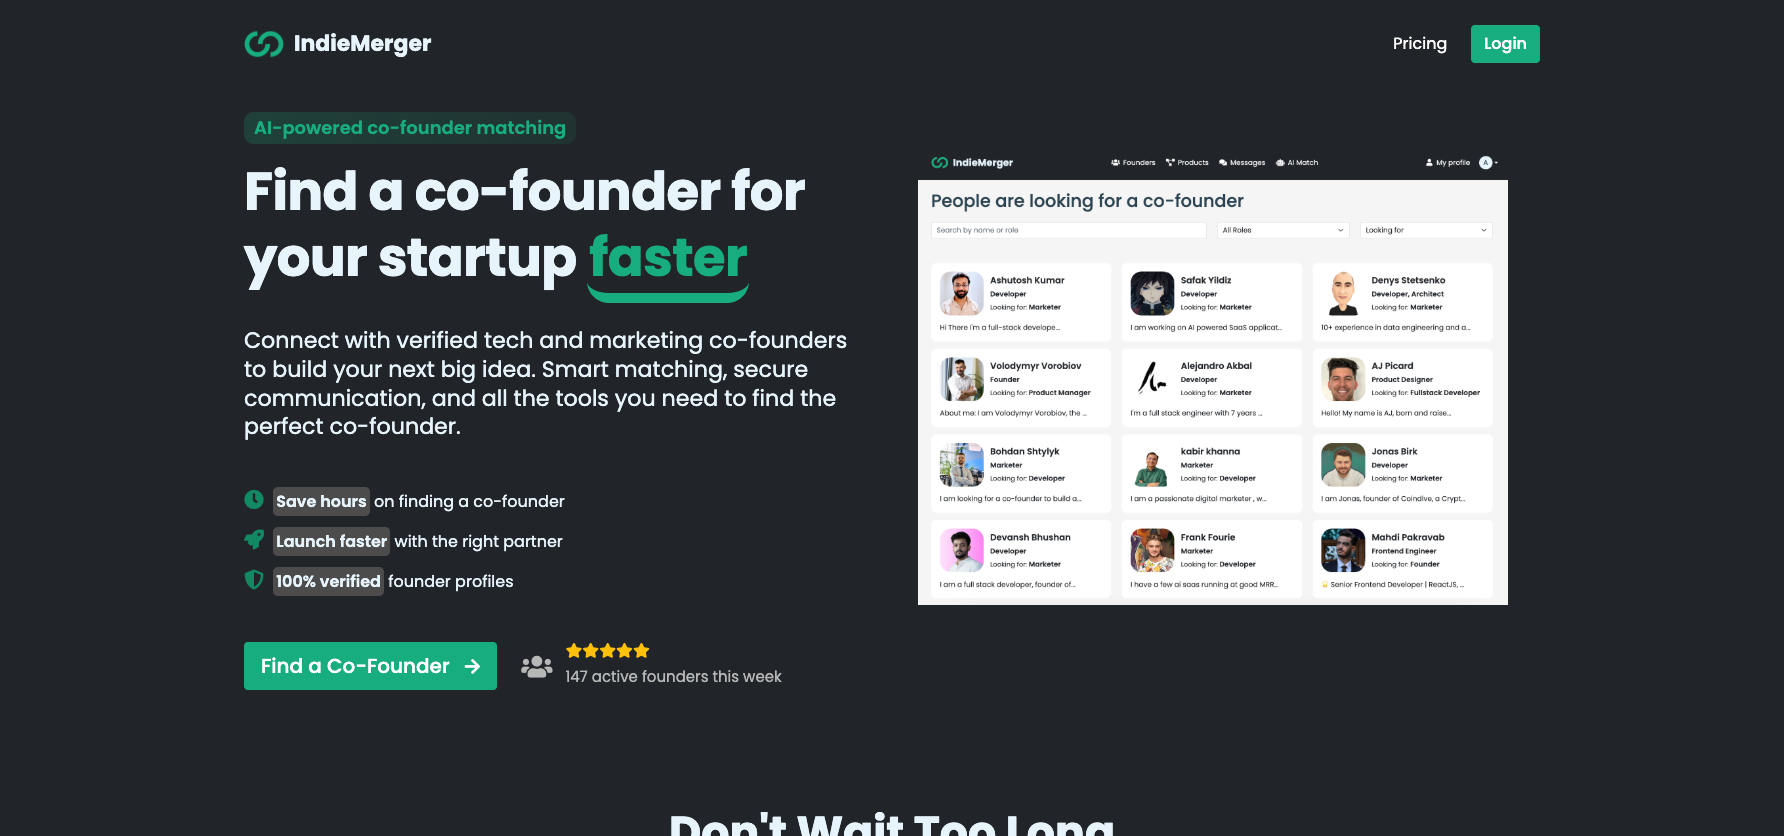 IndieMerger
Pricing
Login
AI-powered co-founder matching
Find a co-founder for
your startup faster
Connect with verified tech and marketing co-founders
to build your next big idea. Smart matching, secure
communication, and all the tools you need to find the
perfect co-founder.
Save hours on finding a co-founder
Launch faster with the right partner
100% verified founder profiles
Find a Co-Founder
147 active founders this week
IndieMerger
Founders
Products
Messages
AI Match
My profile
A
People are looking for a co-founder
Search by name or role
All Roles
Looking for
Ashutosh Kumar
Developer
Looking for: Marketer
Hi There I'm a full-stack develope...
Safak Yildiz
Developer
Looking for: Marketer
I am working on AI powered SaaS applicat...
Denys Stetsenko
Developer, Architect
Looking for: Marketer
10+ experience in data engineering and a...
Volodymyr Vorobiov
Founder
Looking for: Product Manager
About me: I am Volodymyr Vorobiov, the ...
Alejandro Akbal
Developer
Looking for: Marketer
I'm a full stack engineer with 7 years ...
AJ Picard
Product Designer
Looking for: Fullstack Developer
Hello! My name is AJ, born and raise...
Bohdan Shtylyk
Marketer
Looking for: Developer
I am looking for a co-founder to build a...
kabir khanna
Marketer
Looking for: Developer
I am a passionate digital marketer , w...
Jonas Birk
Developer
Looking for: Marketer
I am Jonas, founder of Coindive, a Crypt...
Devansh Bhushan
Developer
Looking for: Marketer
I am a full stack developer, founder of...
Frank Fourie
Marketer
Looking for: Developer
I have a few ai saas running at good MRR...
Mahdi Pakravab
Frontend Engineer
Looking for: Founder
Senior Frontend Developer | ReactJS, ...
Don't Wait Too Long